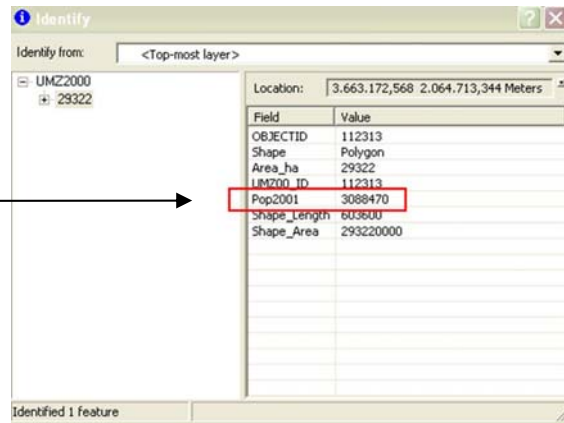 Identify
Identify from: <Top-most layer>
UMZ2000
29322
Location: 3.663.172,568 2.064.713,344 Meters
Field Value
OBJECTID 112313
Shape Polygon
Area_ha 29322
UMZ00_ID 112313
Pop2001 3088470
Shape_Length 603600
Shape_Area 293220000
Identified 1 feature